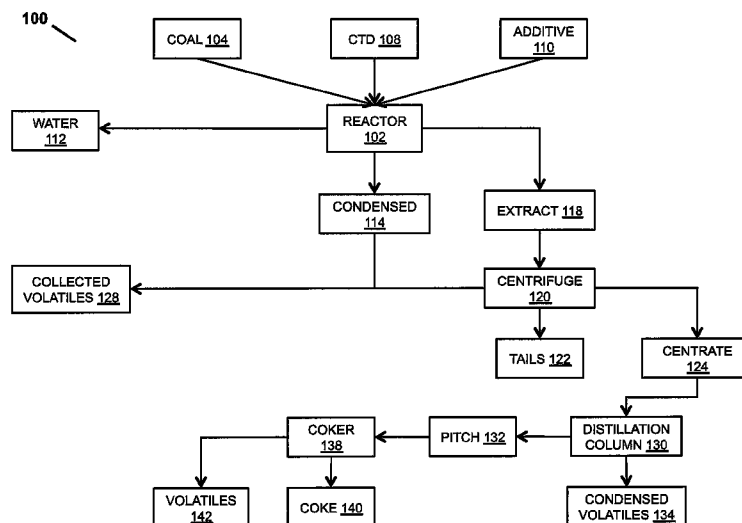 100
COAL 104
CTD 108
ADDITIVE
110
WATER
112
REACTOR
102
CONDENSED
114
EXTRACT 118
COLLECTED
VOLATILES 128
CENTRIFUGE
120
TAILS 122
CENTRATE
124
COKER
138
PITCH 132
DISTILLATION
COLUMN 130
VOLATILES
142
COKE 140
CONDENSED
VOLATILES 134